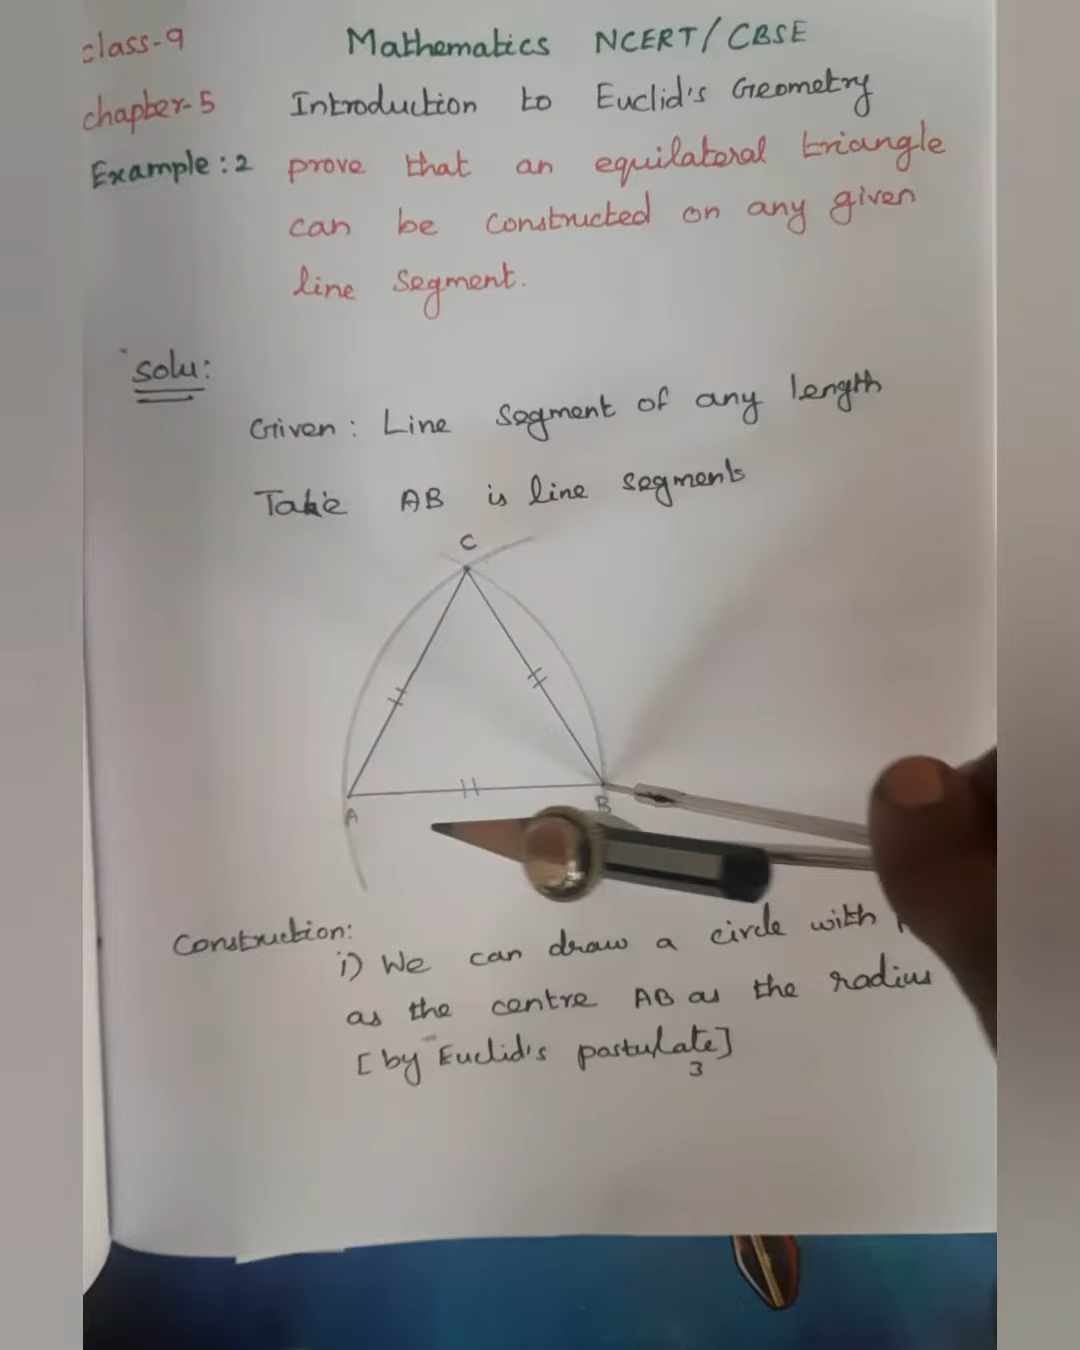 class-9 Mathematics NCERT/CBSE
chapter-5 Introduction to Euclid's Geometry
Example:2 prove that an equilateral triangle
can be constructed on any given
line segment.
Solu:
Given: Line segment of any length
Take AB is line segments
C
A
B
Construction:
i) We can draw a circle with
as the centre AB as the radius
[by Euclid's postulate]
3